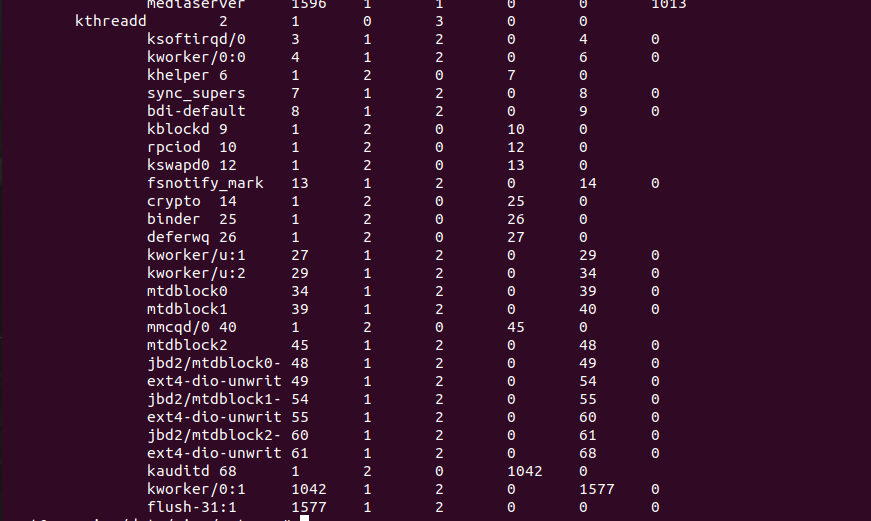 mediaserver 1596 1 1 0 0 1013
kthreadd 2 1 0 3 0 0
ksoftirqd/0 3 1 2 0 4 0
kworker/0:0 4 1 2 0 6 0
khelper 6 1 2 0 7 0
sync_supers 7 1 2 0 8 0
bdi-default 8 1 2 0 9 0
kblockd 9 1 2 0 10 0
rpciod 10 1 2 0 12 0
kswapd0 12 1 2 0 13 0
fsnotify_mark 13 1 2 0 14 0
crypto 14 1 2 0 25 0
binder 25 1 2 0 26 0
deferwq 26 1 2 0 27 0
kworker/u:1 27 1 2 0 29 0
kworker/u:2 29 1 2 0 34 0
mtdblock0 34 1 2 0 39 0
mtdblock1 39 1 2 0 40 0
mmcqd/0 40 1 2 0 45 0
mtdblock2 45 1 2 0 48 0
jbd2/mtdblock0- 48 1 2 0 49 0
ext4-dio-unwrit 49 1 2 0 54 0
jbd2/mtdblock1- 54 1 2 0 55 0
ext4-dio-unwrit 55 1 2 0 60 0
jbd2/mtdblock2- 60 1 2 0 61 0
ext4-dio-unwrit 61 1 2 0 68 0
kauditd 68 1 2 0 1042 0
kworker/0:1 1042 1 2 0 1577 0
flush-31:1 1577 1 2 0 0 0